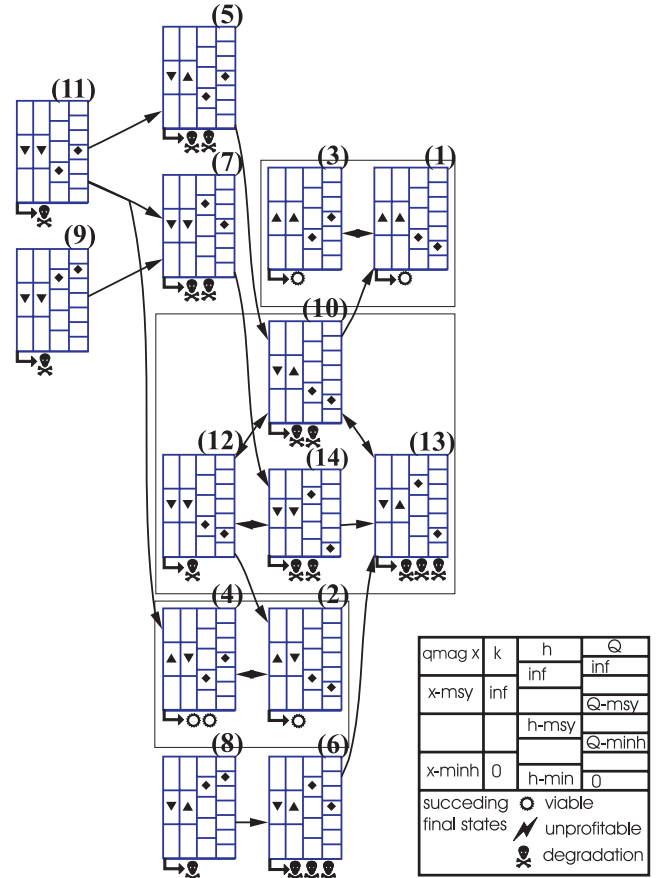 (5)
(11)
(7)
(3)
(1)
(9)
(10)
(12)
(14)
(13)
(4)
(2)
(8)
(6)
qmag x k h Q
inf inf
x-msy inf Q-msy
h-msy
Q-minh
x-minh 0 h-min 0
succeding viable
final states unprofitable
degradation